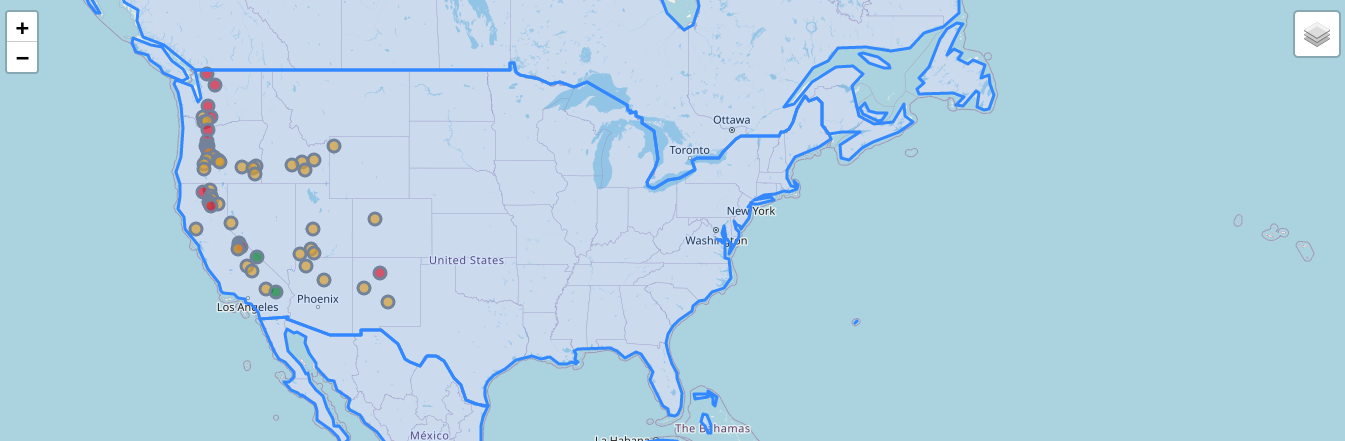 +
−
Ottawa
Toronto
New York
Washington
United States
Phoenix
Los Angeles
The Bahamas
México
La Habana